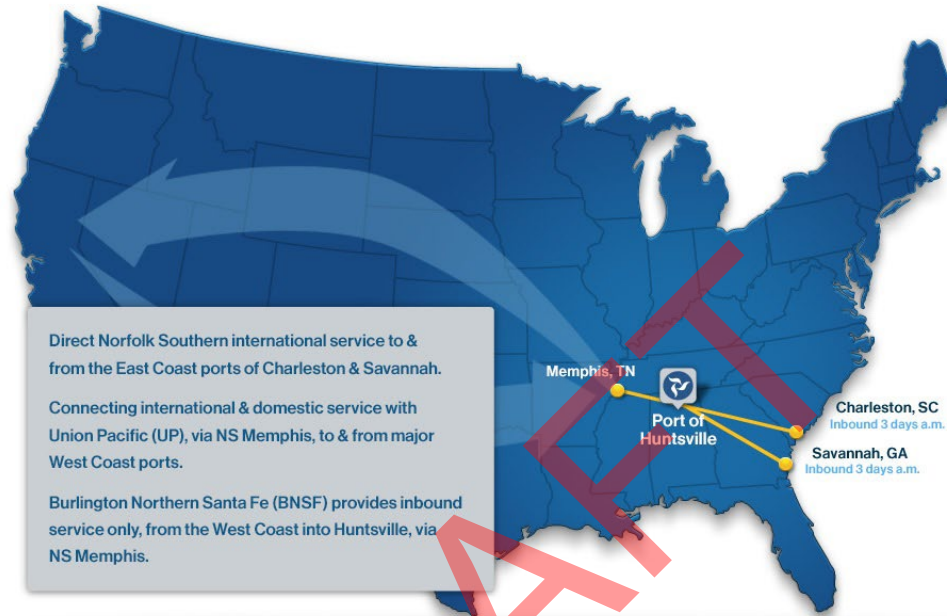 Direct Norfolk Southern international service to &
from the East Coast ports of Charleston & Savannah.
Connecting international & domestic service with
Union Pacific (UP), via NS Memphis, to & from major
West Coast ports.
Burlington Northern Santa Fe (BNSF) provides inbound
service only, from the West Coast into Huntsville, via
NS Memphis.
Memphis, TN
Port of
Huntsville
Charleston, SC
Inbound 3 days a.m.
Savannah, GA
Inbound 3 days a.m.
AFT